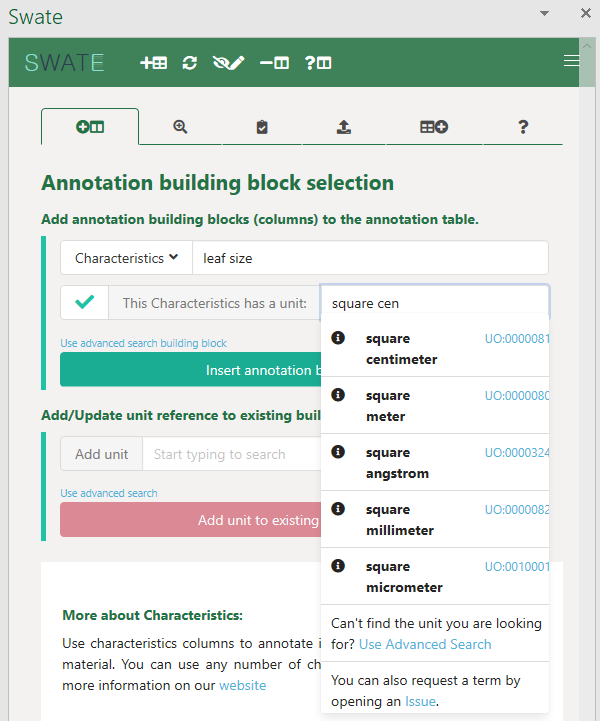 Swate
SWATE
Annotation building block selection
Add annotation building blocks (columns) to the annotation table.
Characteristics leaf size
This Characteristics has a unit: square cen
Use advanced search building block
Insert annotation b
Add/Update unit reference to existing buil
Add unit Start typing to search
Use advanced search
Add unit to existing
square centimeter UO:0000081
square meter UO:0000080
square angstrom UO:0000324
square millimeter UO:0000082
square micrometer UO:0010001
Can't find the unit you are looking
for? Use Advanced Search
You can also request a term by
opening an Issue.
More about Characteristics:
Use characteristics columns to annotate i
material. You can use any number of ch
more information on our website